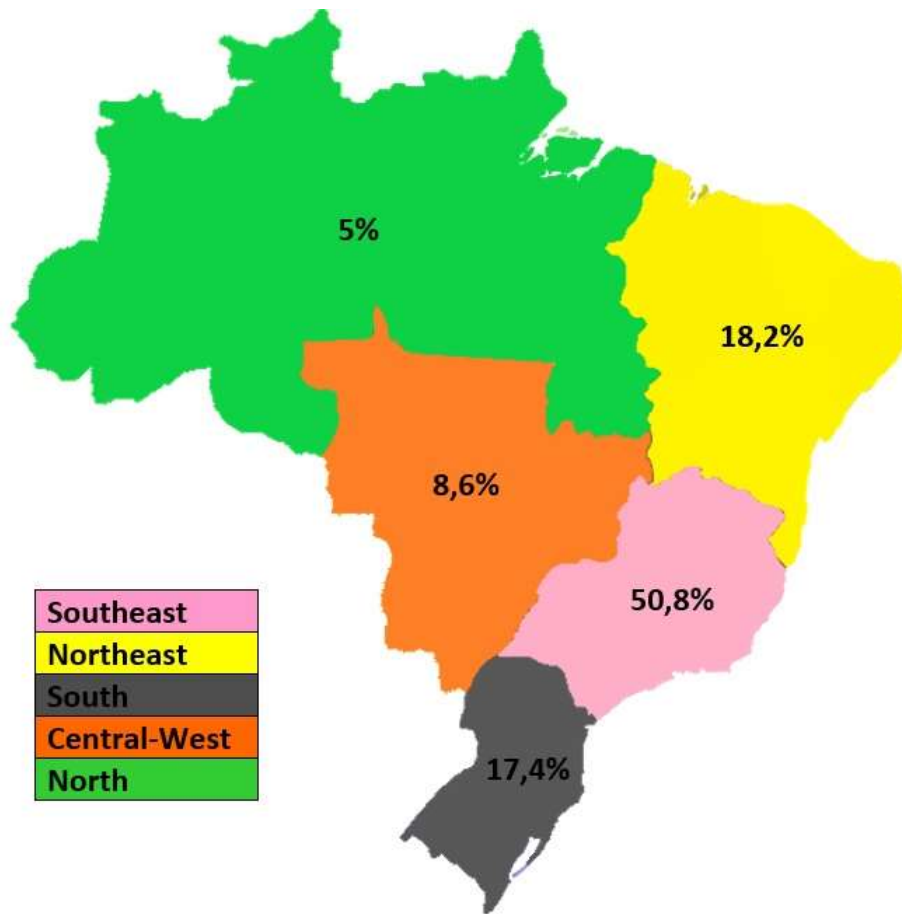 5%
18,2%
8,6%
50,8%
17,4%
Southeast
Northeast
South
Central-West
North